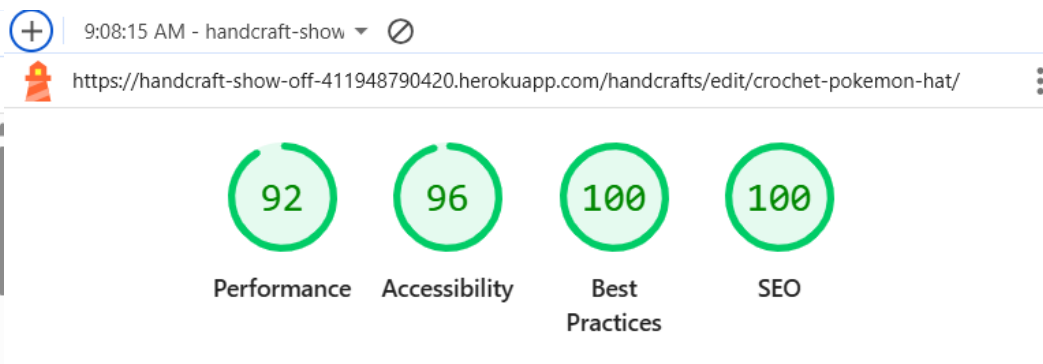 9:08:15 AM - handcraft-show
https://handcraft-show-off-411948790420.herokuapp.com/handcrafts/edit/crochet-pokemon-hat/
92 96 100 100
Performance Accessibility Best Practices SEO